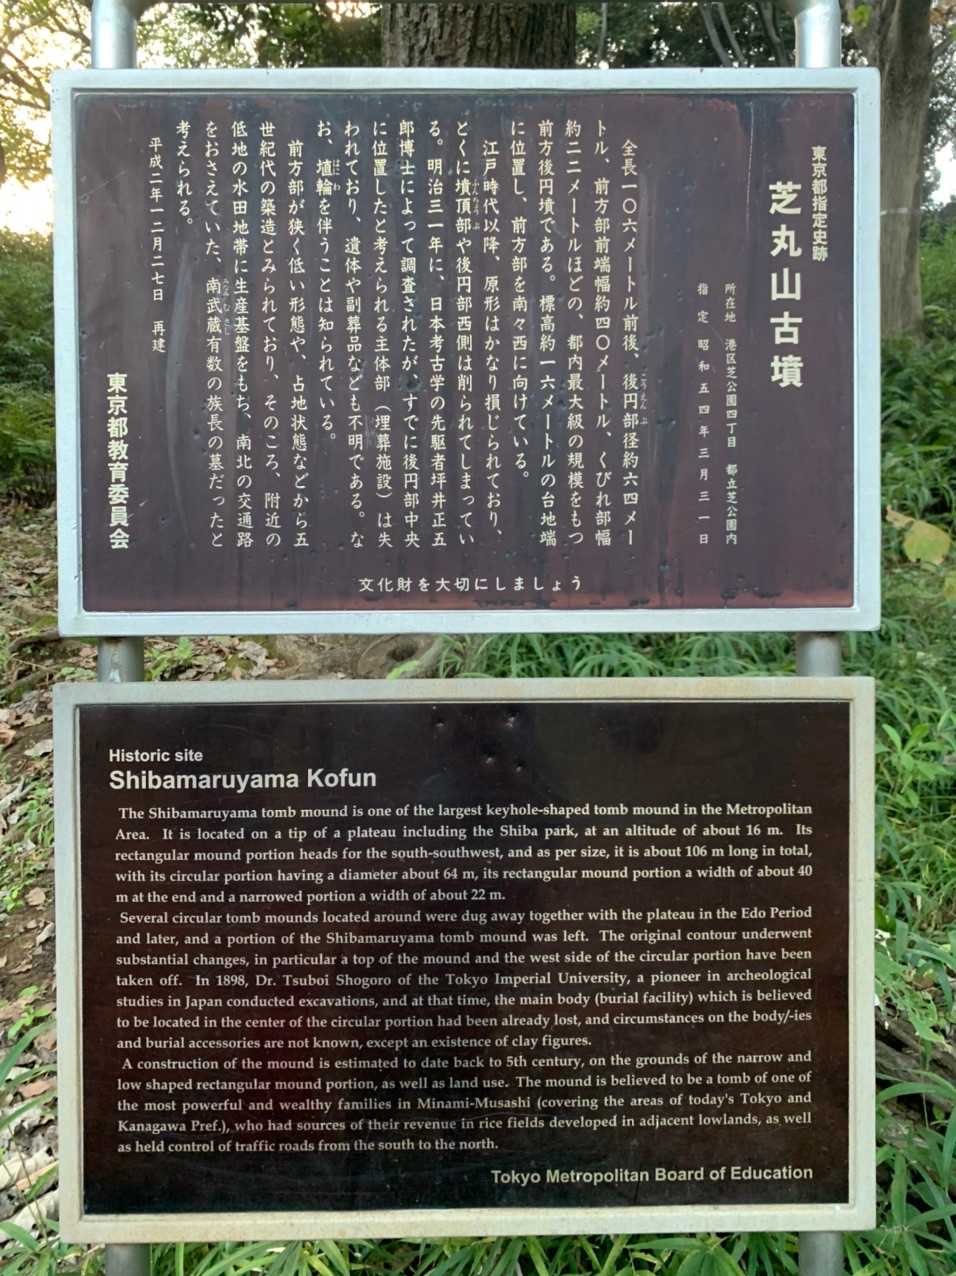 東京都指定史跡
芝丸山古墳
所在地　港区芝公園四丁目　都立芝公園内
指　定　昭和五四年三月三一日
全長一〇六メートル前後、後円部径約六四メー
トル、前方部前端幅約四〇メートル、くびれ部幅
約二二メートルほどの、都内最大級の規模をもつ
前方後円墳である。標高約一六メートルの台地端
に位置し、前方部を南々西に向けている。
江戸時代以降、原形はかなり損じられており、
とくに墳頂部や後円部西側は削られてしまってい
る。明治三一年に、日本考古学の先駆者坪井正五
郎博士によって調査されたが、すでに後円部中央
に位置したと考えられる主体部（埋葬施設）は失
われており、遺体や副葬品なども不明である。な
お、埴輪を伴うことは知られている。
前方部が狭く低い形態や、占地状態などから五
世紀代の築造とみられており、そのころ、附近の
低地の水田地帯に生産基盤をもち、南北の交通路
をおさえていた、南武蔵有数の族長の墓だったと
考えられる。
平成二年一二月二七日　再建
東京都教育委員会
文化財を大切にしましょう
Historic site
Shibamaruyama Kofun
The Shibamaruyama tomb mound is one of the largest keyhole-shaped tomb mound in the Metropolitan
Area. It is located on a tip of a plateau including the Shiba park, at an altitude of about 16 m. Its
rectangular mound portion heads for the south-southwest, and as per size, it is about 106 m long in total,
with its circular portion having a diameter about 64 m, its rectangular mound portion a width of about 40
m at the end and a narrowed portion a width of about 22 m.
Several circular tomb mounds located around were dug away together with the plateau in the Edo Period
and later, and a portion of the Shibamaruyama tomb mound was left. The original contour underwent
substantial changes, in particular a top of the mound and the west side of the circular portion have been
taken off. In 1898, Dr. Tsuboi Shogoro of the Tokyo Imperial University, a pioneer in archeological
studies in Japan conducted excavations, and at that time, the main body (burial facility) which is believed
to be located in the center of the circular portion had been already lost, and circumstances on the body/-ies
and burial accessories are not known, except an existence of clay figures.
A construction of the mound is estimated to date back to 5th century, on the grounds of the narrow and
low shaped rectangular mound portion, as well as land use. The mound is believed to be a tomb of one of
the most powerful and wealthy families in Minami-Musashi (covering the areas of today's Tokyo and
Kanagawa Pref.), who had sources of their revenue in rice fields developed in adjacent lowlands, as well
as held control of traffic roads from the south to the north.
Tokyo Metropolitan Board of Education